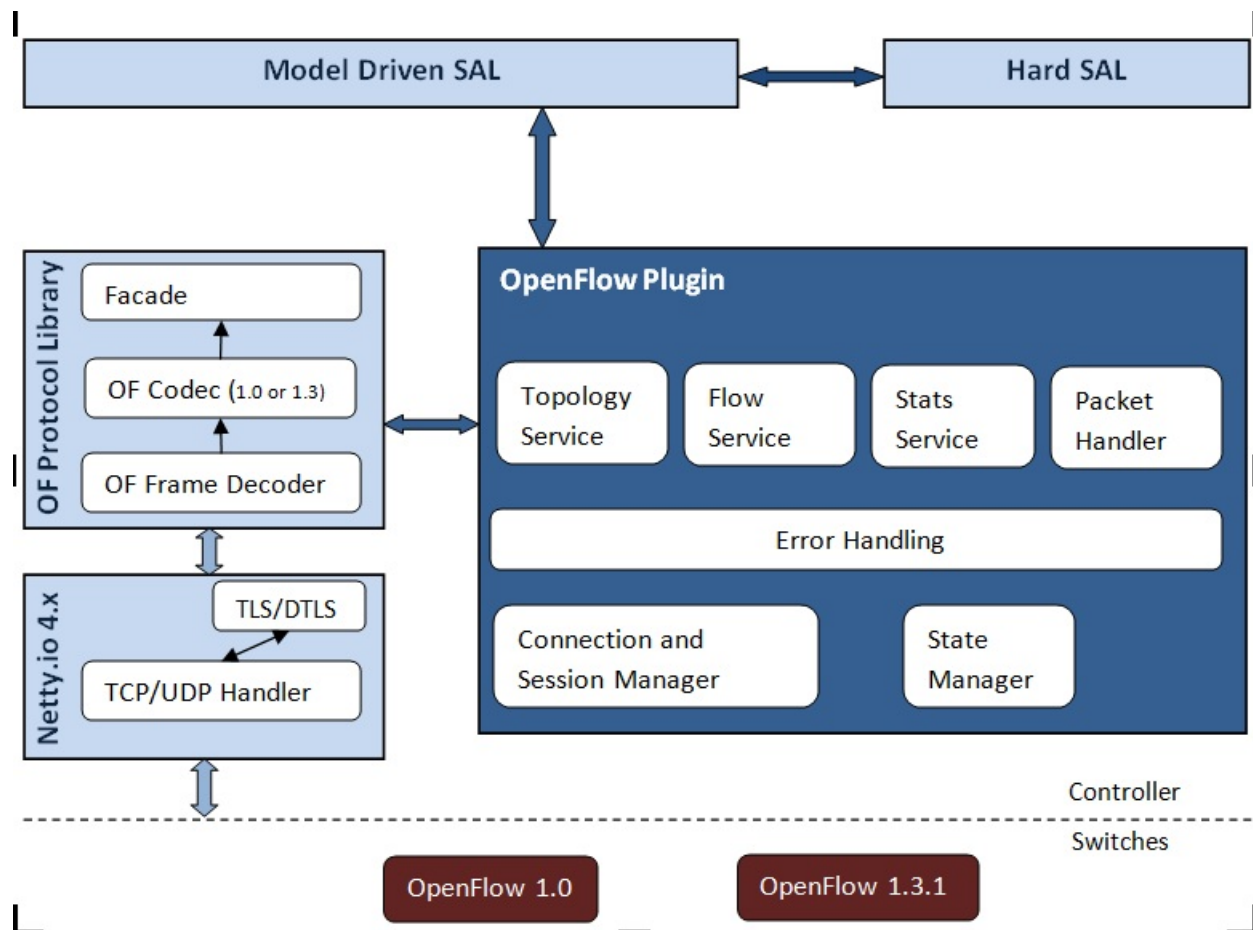 Model Driven SAL
Hard SAL
OF Protocol Library
Facade
OF Codec (1.0 or 1.3)
OF Frame Decoder
OpenFlow Plugin
Topology
Service
Flow
Service
Stats
Service
Packet
Handler
Error Handling
Connection and
Session Manager
State
Manager
Netty.io 4.x
TLS/DTLS
TCP/UDP Handler
Controller
Switches
OpenFlow 1.0
OpenFlow 1.3.1